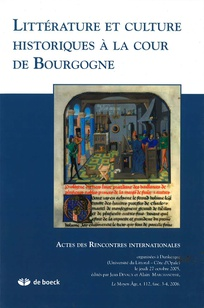 LITTÉRATURE ET CULTURE
HISTORIQUES À LA COUR
DE BOURGOGNE
ACTES DES RENCONTRES INTERNATIONALES
organisées à Dunkerque
(Université du Littoral – Côte d'Opale)
le jeudi 27 octobre 2005,
édités par Jean DEVAUX et Alain MARCHANDISSE
Le Moyen Âge, t. 112, fasc. 3-4, 2006
de boeck